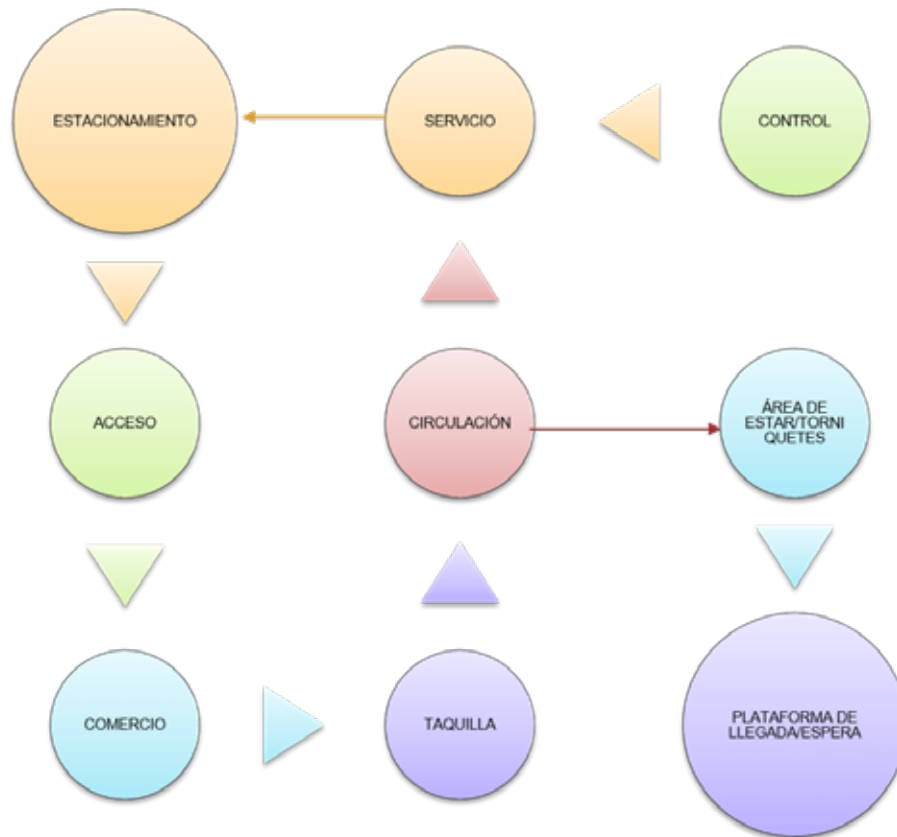 ESTACIONAMIENTO
SERVICIO
CONTROL
ACCESO
CIRCULACIÓN
ÁREA DE
ESTAR/TORNI
QUETES
COMERCIO
TAQUILLA
PLATAFORMA DE
LLEGADA/ESPERA